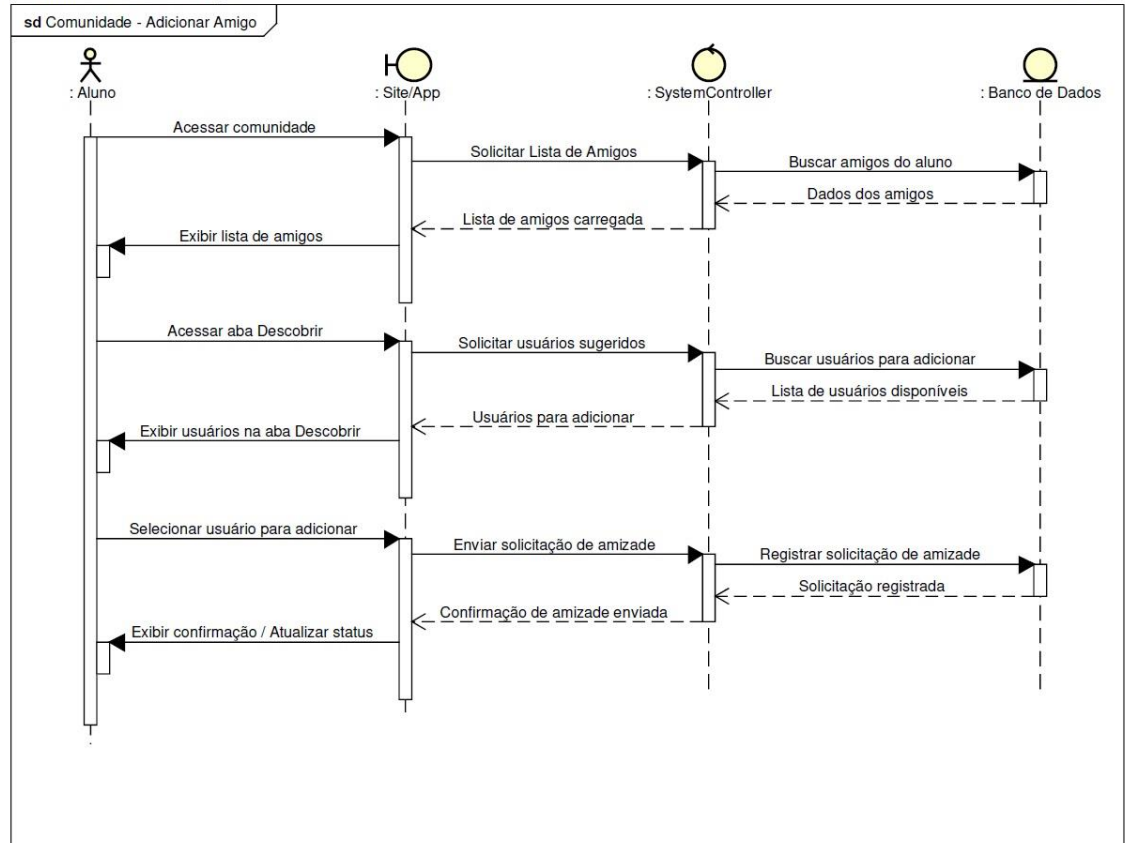 sd Comunidade - Adicionar Amigo
: Aluno
: Site/App
: SystemController
: Banco de Dados
Acessar comunidade
Solicitar Lista de Amigos
Buscar amigos do aluno
Dados dos amigos
Lista de amigos carregada
Exibir lista de amigos
Acessar aba Descobrir
Solicitar usuários sugeridos
Buscar usuários para adicionar
Lista de usuários disponíveis
Usuários para adicionar
Exibir usuários na aba Descobrir
Selecionar usuário para adicionar
Enviar solicitação de amizade
Registrar solicitação de amizade
Solicitação registrada
Confirmação de amizade enviada
Exibir confirmação / Atualizar status